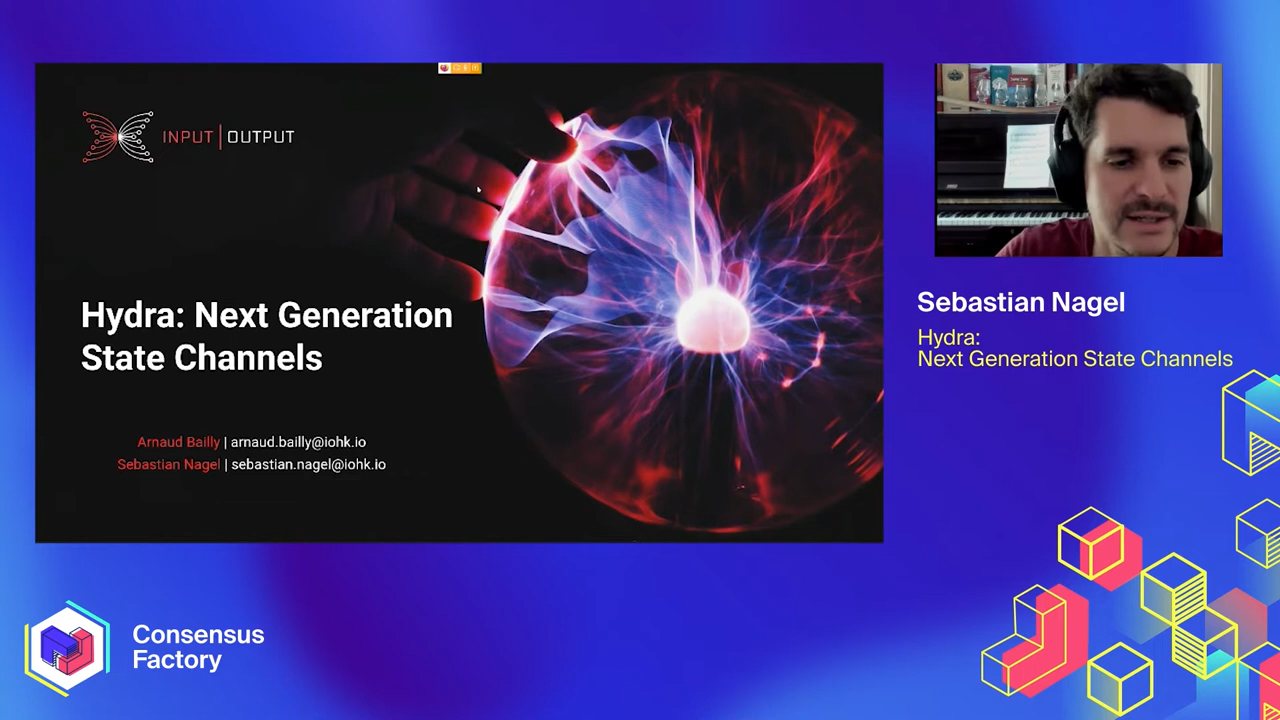 INPUT | OUTPUT
Hydra: Next Generation
State Channels
Arnaud Bailly | arnaud.bailly@iohk.io
Sebastian Nagel | sebastian.nagel@iohk.io
Sebastian Nagel
Hydra:
Next Generation State Channels
Consensus
Factory